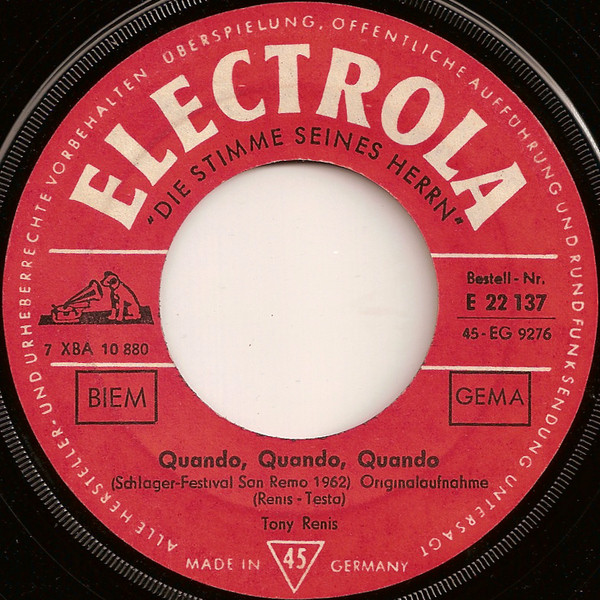 ALLE HERSTELLER- UND URHEBERRECHTE VORBEHALTEN ÜBERSPIELUNG, ÖFFENTLICHE AUFFÜHRUNG UND RUNDFUNKSENDUNG UNTERSAGT
ELECTROLA
"DIE STIMME SEINES HERRN"
Bestell-Nr.
E 22 137
45-EG 9276
7 XBA 10 880
BIEM
GEMA
Quando, Quando, Quando
(Schlager-Festival San Remo 1962) Originalaufnahme
(Renis-Testa)
Tony Renis
MADE IN 45 GERMANY